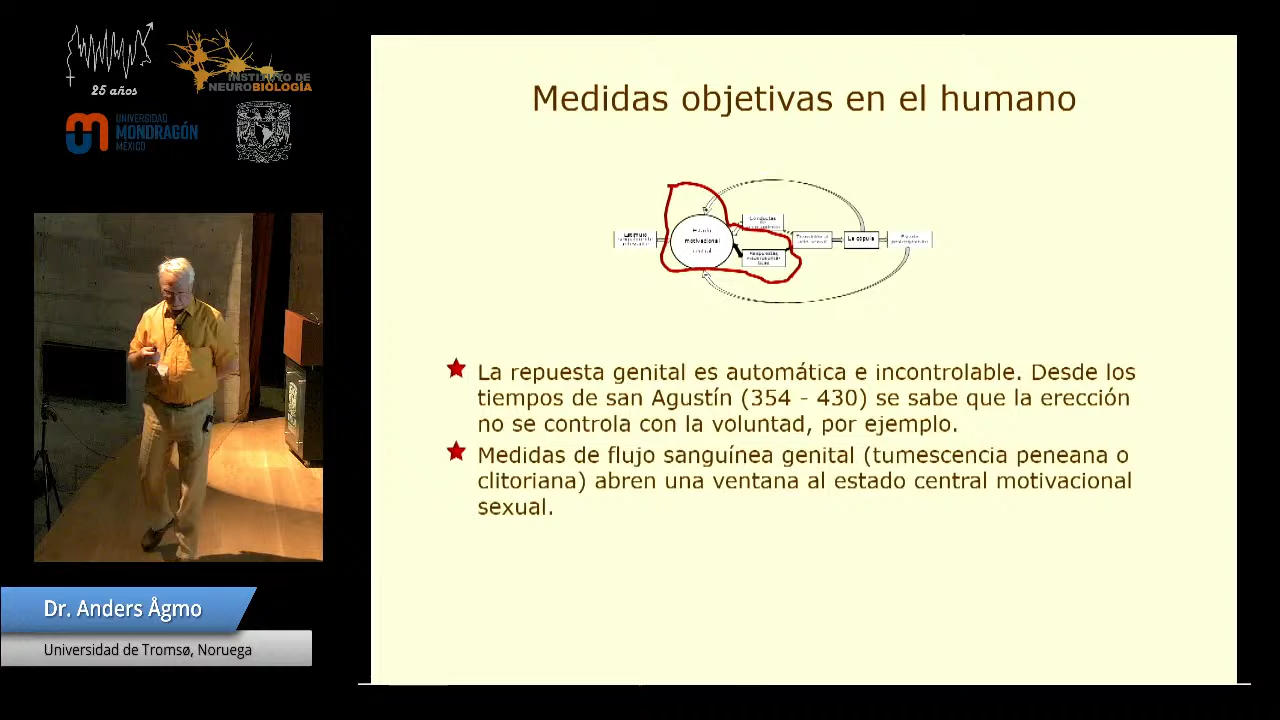 25 años
INSTITUTO DE
NEUROBIOLOGÍA
UNIVERSIDAD
MONDRAGÓN
MÉXICO
Medidas objetivas en el humano
Estado
motivacional
central
La cópula
La repuesta genital es automática e incontrolable. Desde los
tiempos de san Agustín (354 - 430) se sabe que la erección
no se controla con la voluntad, por ejemplo.
Medidas de flujo sanguínea genital (tumescencia peneana o
clitoriana) abren una ventana al estado central motivacional
sexual.
Dr. Anders Ågmo
Universidad de Tromsø, Noruega